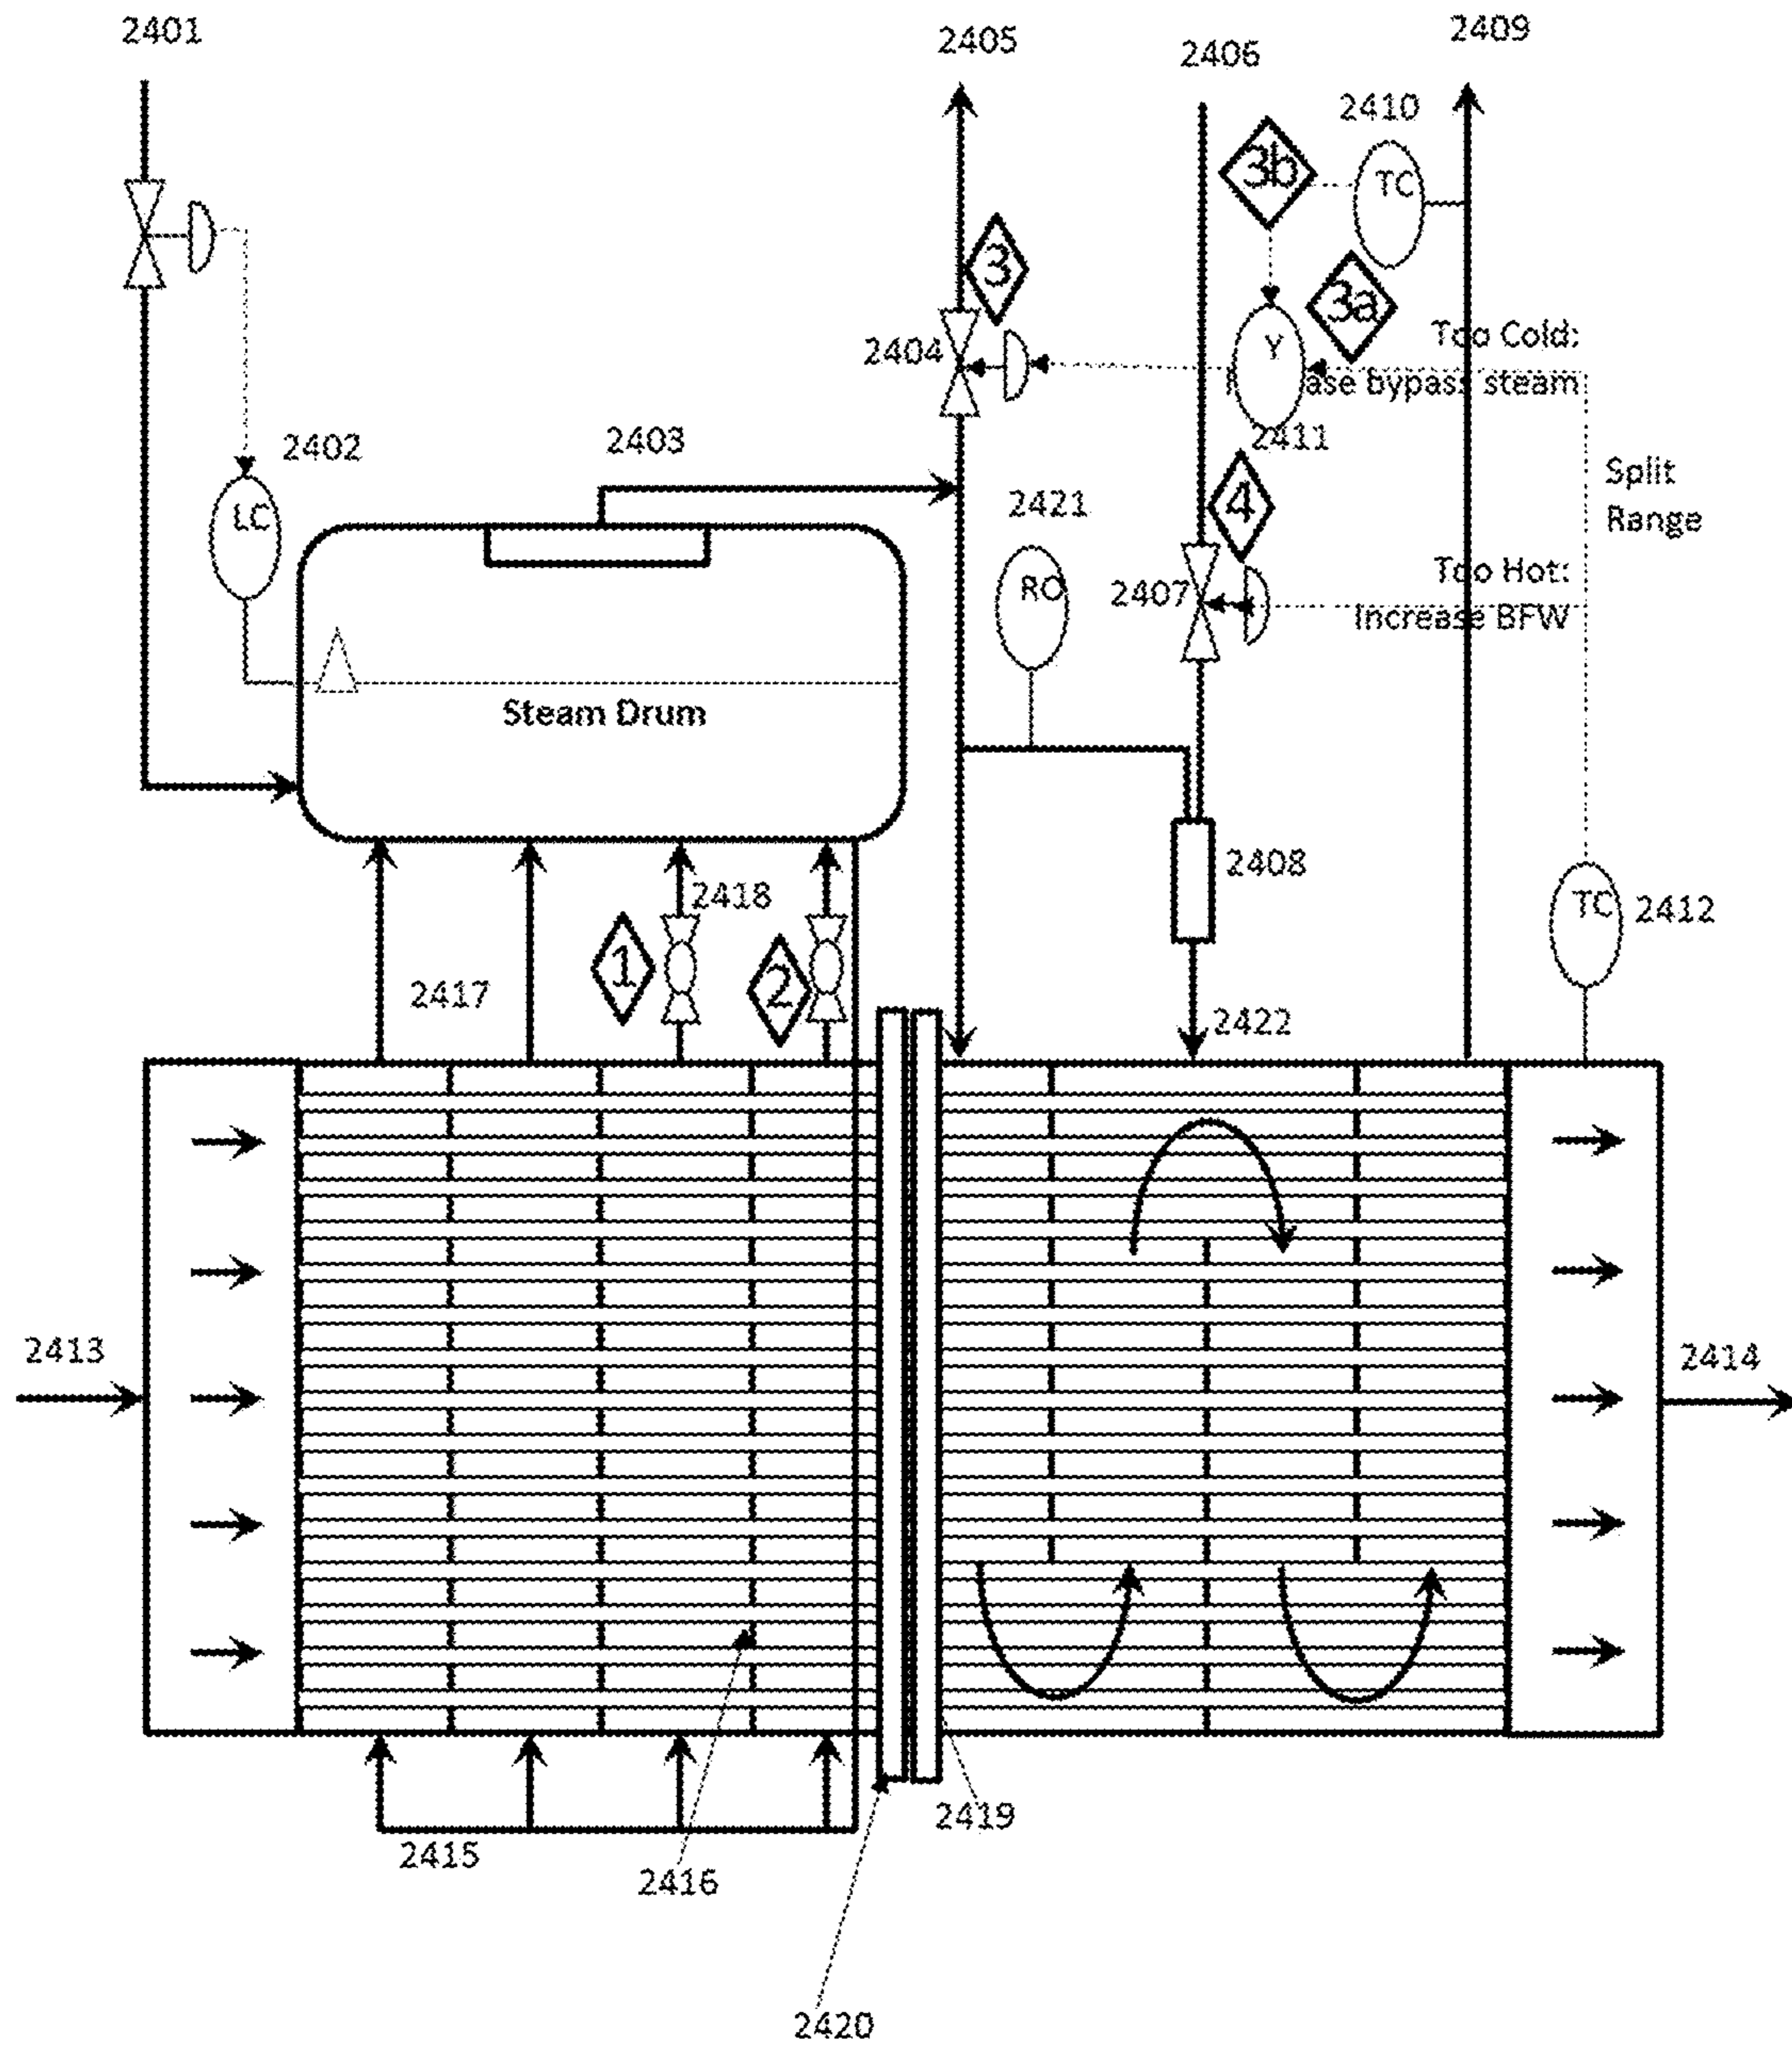 2401
2405
2406
2409
2410
3b
TC
3
3a
Too Cold:
2404
Y
ase bypass steam
2411
2402
2403
Split
Range
LC
2421
4
Too Hot:
RO
2407
Increase BFW
Steam Drum
2408
2418
TC
2412
1
2
2417
2422
2413
2414
2419
2415
2416
2420